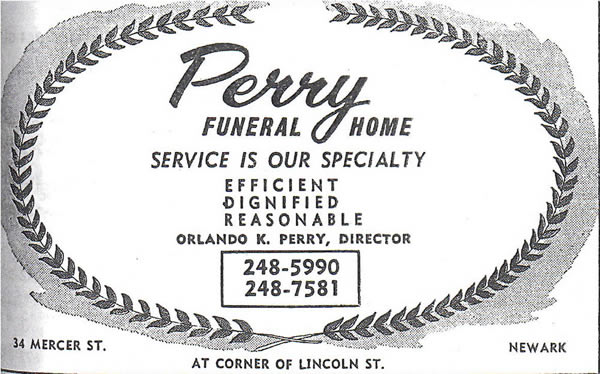 Perry
FUNERAL HOME
SERVICE IS OUR SPECIALTY
EFFICIENT
DIGNIFIED
REASONABLE
ORLANDO K. PERRY, DIRECTOR
248-5990
248-7581
34 MERCER ST.
NEWARK
AT CORNER OF LINCOLN ST.